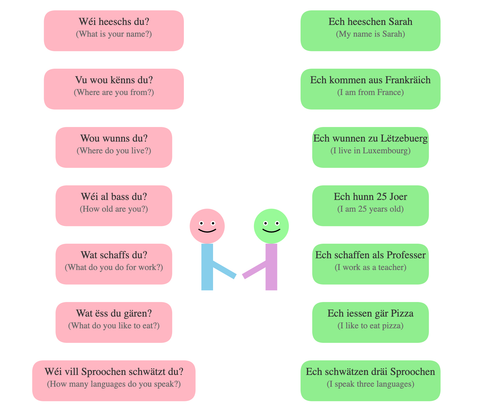 Wéi heeschs du?
(What is your name?)
Ech heeschen Sarah
(My name is Sarah)
Vu wou kënns du?
(Where are you from?)
Ech kommen aus Frankräich
(I am from France)
Wou wunns du?
(Where do you live?)
Ech wunnen zu Lëtzebuerg
(I live in Luxembourg)
Wéi al bass du?
(How old are you?)
Ech hunn 25 Joer
(I am 25 years old)
Wat schaffs du?
(What do you do for work?)
Ech schaffen als Professer
(I work as a teacher)
Wat ëss du gären?
(What do you like to eat?)
Ech iessen gär Pizza
(I like to eat pizza)
Wéi vill Sproochen schwätzt du?
(How many languages do you speak?)
Ech schwätzen dräi Sproochen
(I speak three languages)